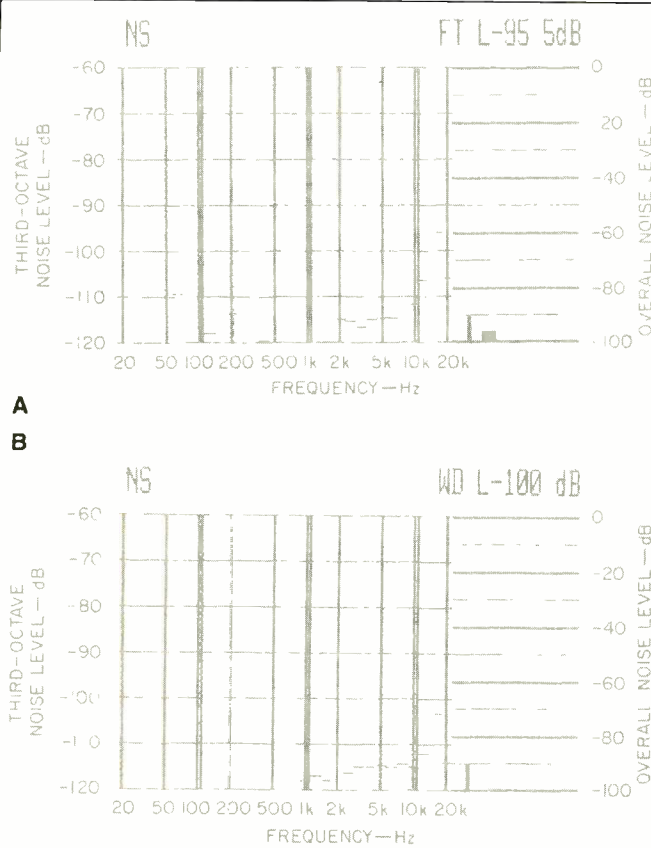 NS FT L-95 5dB
THIRD-OCTAVE
NOISE LEVEL—dB
-60
-70
-80
-90
-100
-110
-120
20 50 100 200 500 1k 2k 5k 10k 20k
FREQUENCY—Hz
0
20
-40
-60
-80
-100
OVERALL NOISE LEVEL—dB
A
B
NS WD L-100 dB
THIRD-OCTAVE
NOISE LEVEL—dB
-60
-70
-80
-90
-100
-110
-120
20 50 100 200 500 1k 2k 5k 10k 20k
FREQUENCY—Hz
0
-20
-40
-60
-80
-100
OVERALL NOISE LEVEL—dB